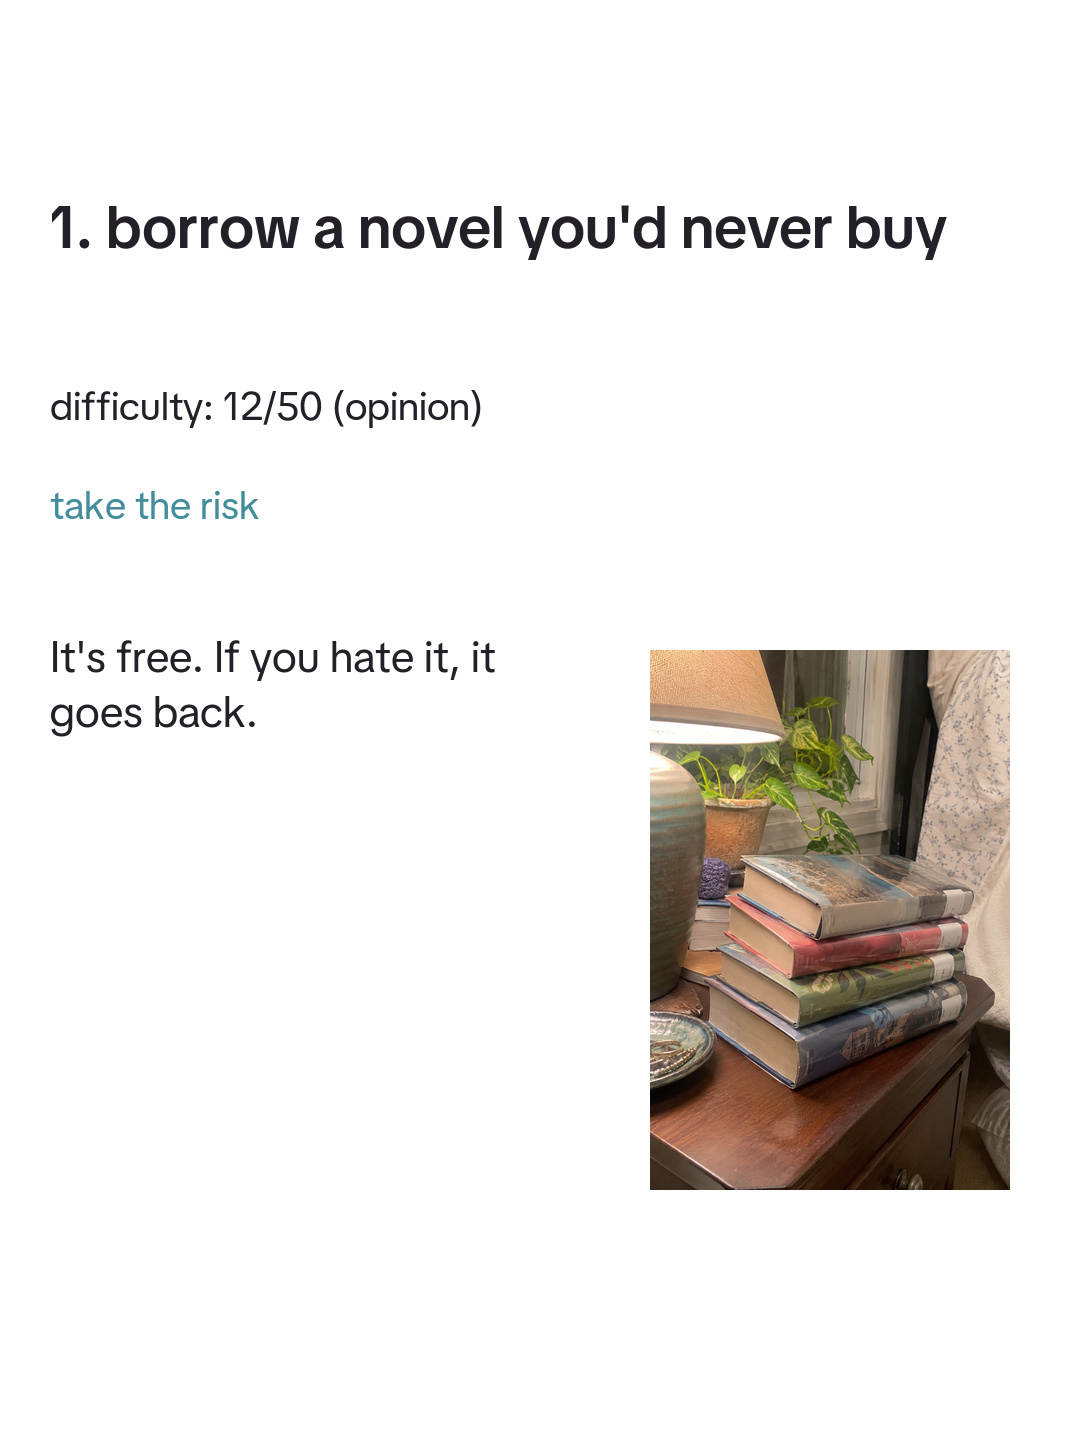 1. borrow a novel you'd never buy
difficulty: 12/50 (opinion)
take the risk
It's free. If you hate it, it
goes back.